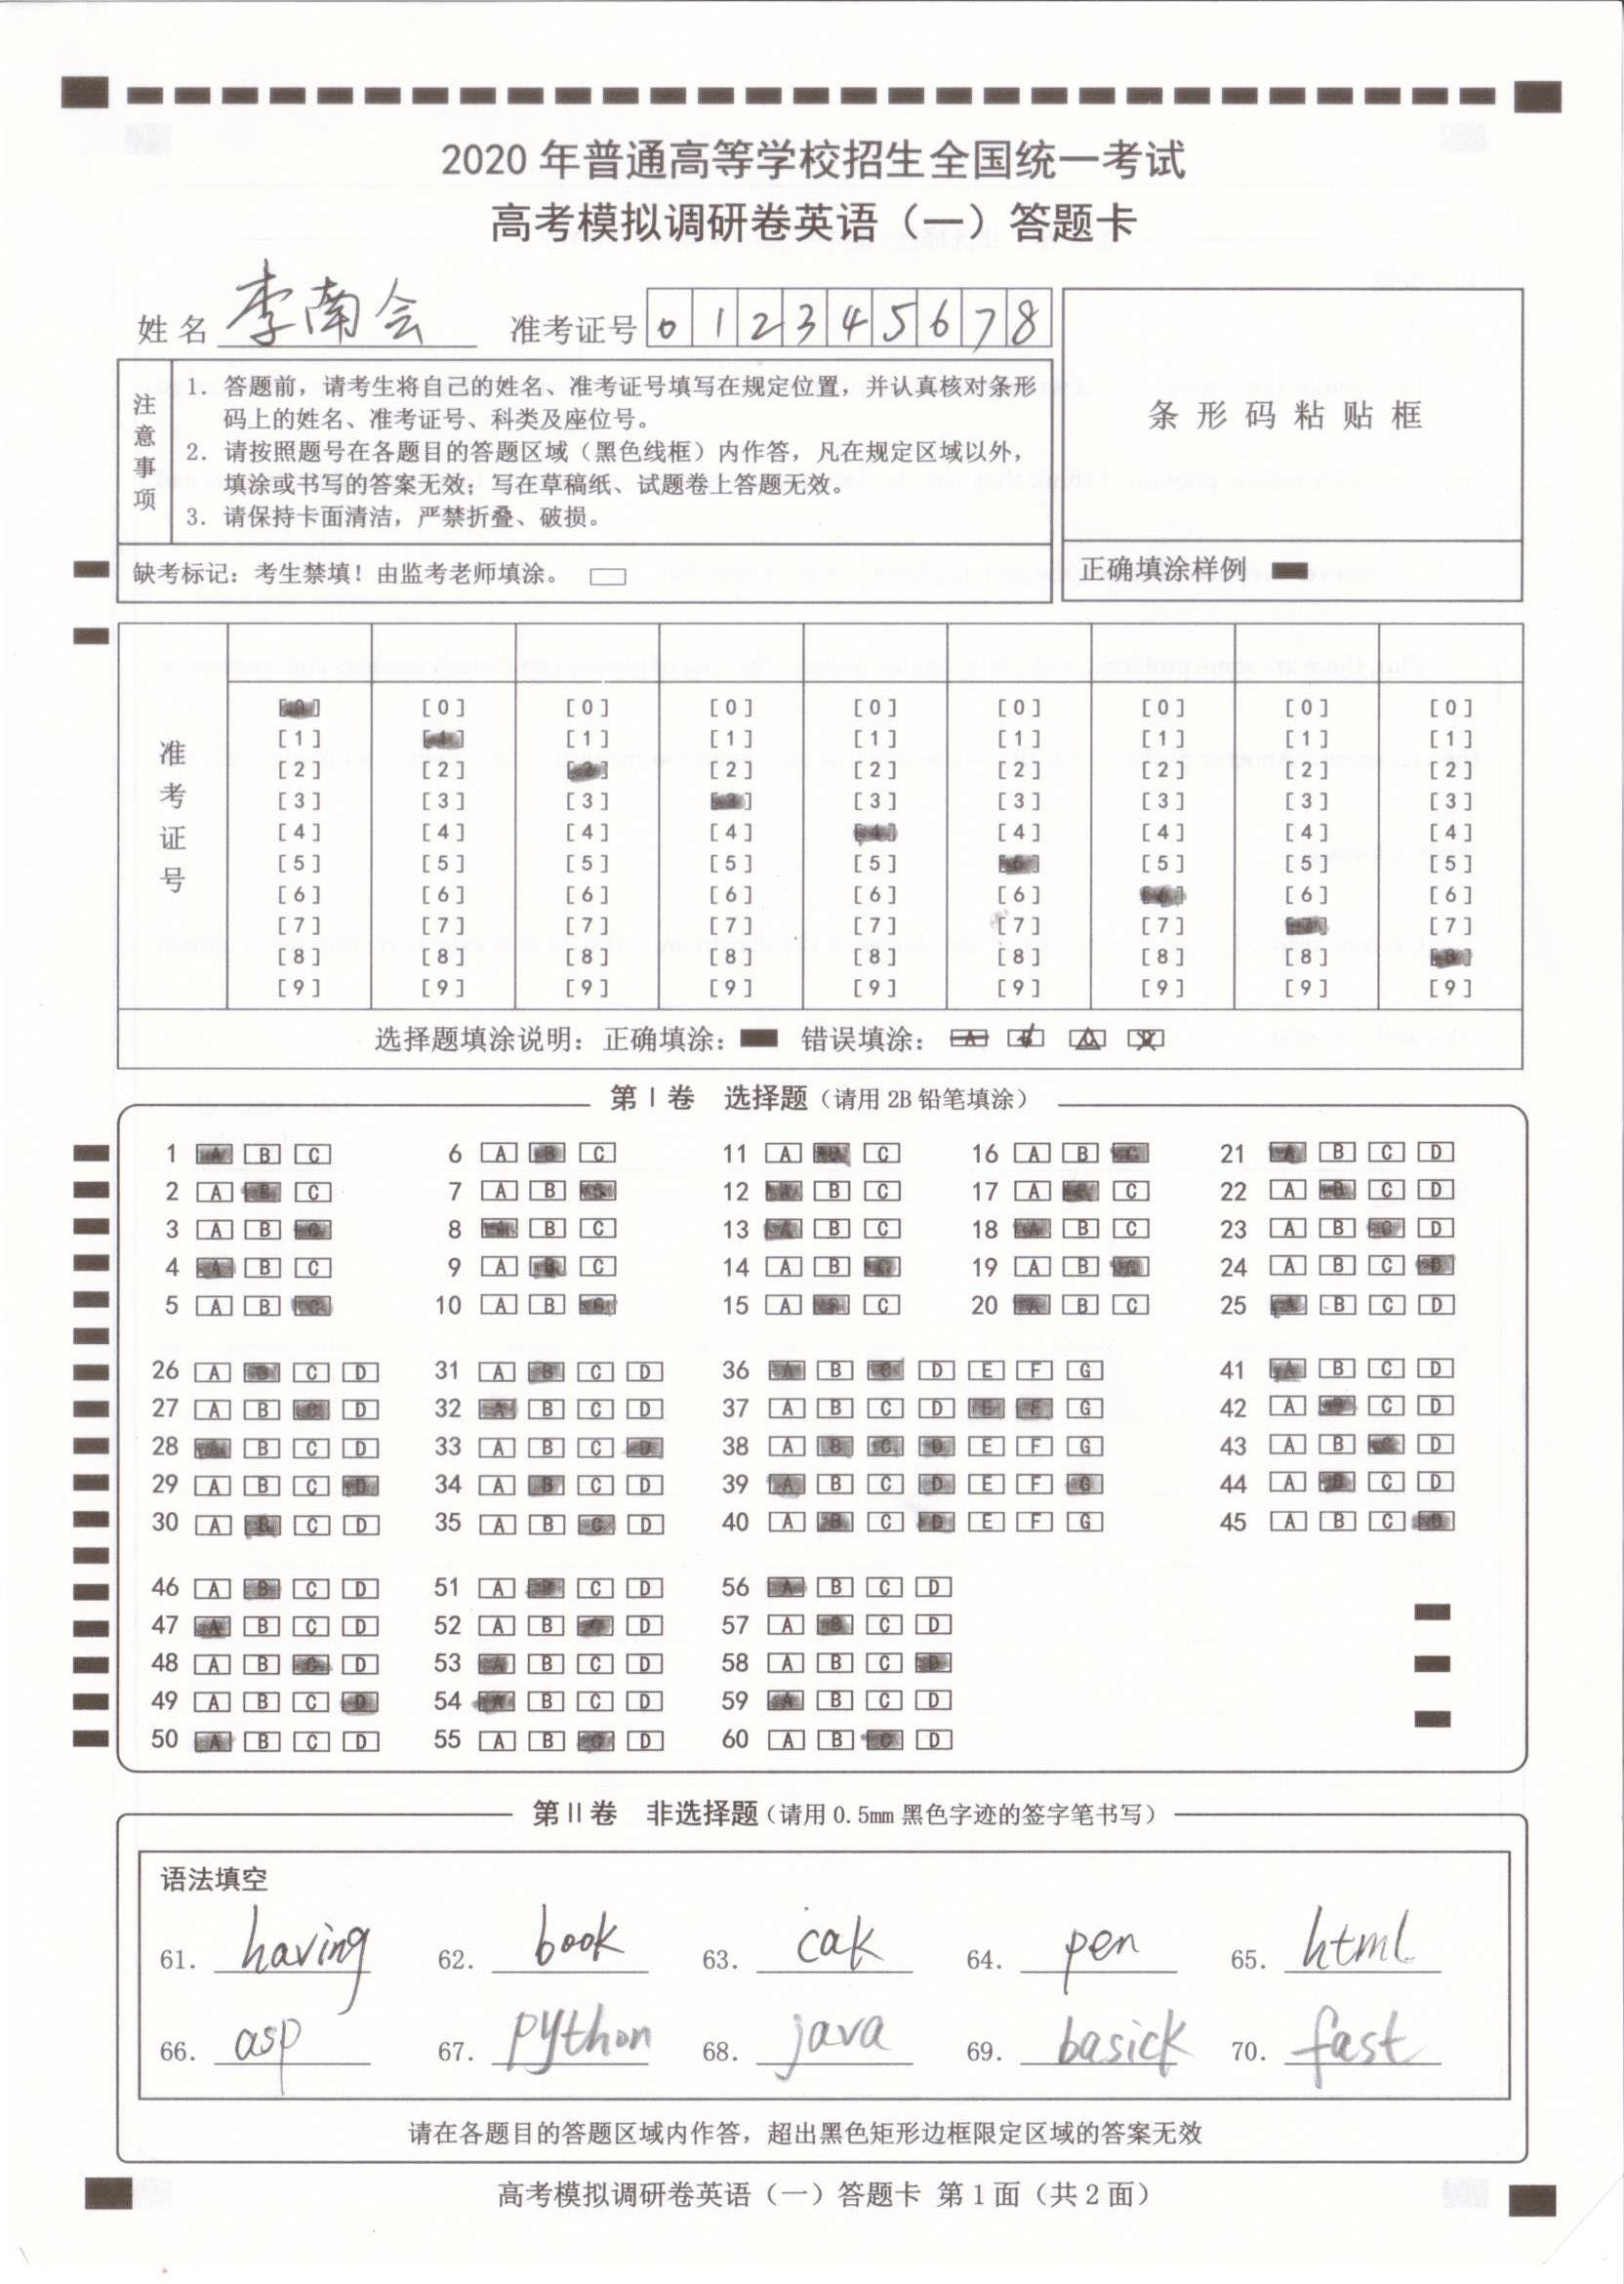 2020 年普通高等学校招生全国统一考试
高考模拟调研卷英语（一）答题卡
姓 名 李南会 准考证号 0 1 2 3 4 5 6 7 8
注意事项
1. 答题前，请考生将自己的姓名、准考证号填写在规定位置，并认真核对条形
码上的姓名、准考证号、科类及座位号。
2. 请按照题号在各题目的答题区域（黑色线框）内作答，凡在规定区域以外，
填涂或书写的答案无效；写在草稿纸、试题卷上答题无效。
3. 请保持卡面清洁，严禁折叠、破损。
条 形 码 粘 贴 框
缺考标记：考生禁填！由监考老师填涂。
正确填涂样例
准考证号
[0] [0] [0] [0] [0] [0] [0] [0] [0]
[1] [1] [1] [1] [1] [1] [1] [1] [1]
[2] [2] [2] [2] [2] [2] [2] [2] [2]
[3] [3] [3] [3] [3] [3] [3] [3] [3]
[4] [4] [4] [4] [4] [4] [4] [4] [4]
[5] [5] [5] [5] [5] [5] [5] [5] [5]
[6] [6] [6] [6] [6] [6] [6] [6] [6]
[7] [7] [7] [7] [7] [7] [7] [7] [7]
[8] [8] [8] [8] [8] [8] [8] [8] [8]
[9] [9] [9] [9] [9] [9] [9] [9] [9]
选择题填涂说明：正确填涂： 错误填涂： A B C D
第 I 卷 选择题（请用 2B 铅笔填涂）
1 A B C 6 A B C 11 A B C 16 A B C 21 A B C D
2 A B C 7 A B C 12 A B C 17 A B C 22 A B C D
3 A B C 8 A B C 13 A B C 18 A B C 23 A B C D
4 A B C 9 A B C 14 A B C 19 A B C 24 A B C D
5 A B C 10 A B C 15 A B C 20 A B C 25 A B C D
26 A B C D 31 A B C D 36 A B C D E F G 41 A B C D
27 A B C D 32 A B C D 37 A B C D E F G 42 A B C D
28 A B C D 33 A B C D 38 A B C D E F G 43 A B C D
29 A B C D 34 A B C D 39 A B C D E F G 44 A B C D
30 A B C D 35 A B C D 40 A B C D E F G 45 A B C D
46 A B C D 51 A B C D 56 A B C D
47 A B C D 52 A B C D 57 A B C D
48 A B C D 53 A B C D 58 A B C D
49 A B C D 54 A B C D 59 A B C D
50 A B C D 55 A B C D 60 A B C D
第 II 卷 非选择题（请用 0.5mm 黑色字迹的签字笔书写）
语法填空
61. having 62. book 63. cak 64. pen 65. html
66. asp 67. python 68. java 69. basick 70. fast
请在各题目的答题区域内作答，超出黑色矩形边框限定区域的答案无效
高考模拟调研卷英语（一）答题卡 第 1 面（共 2 面）